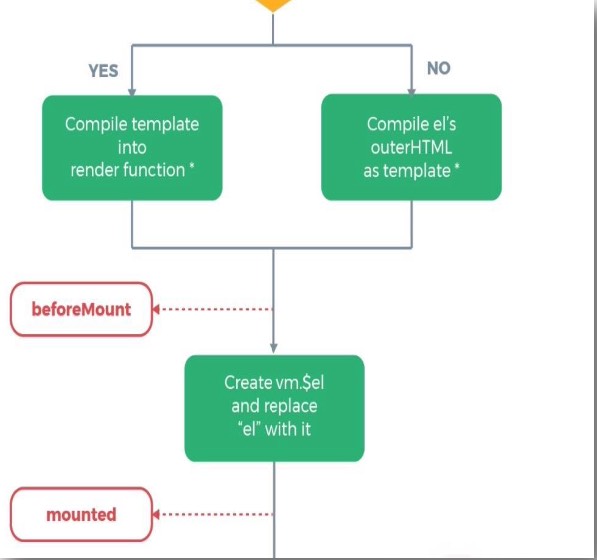 YES
NO
Compile template
into
render function *
Compile el's
outerHTML
as template *
beforeMount
Create vm.$el
and replace
"el" with it
mounted